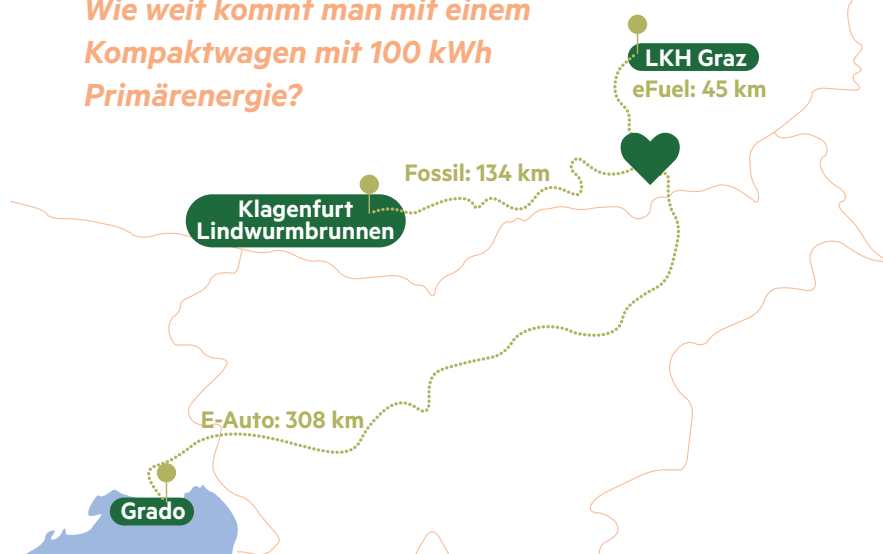 Wie weit kommt man mit einem
Kompaktwagen mit 100 kWh
Primärenergie?
LKH Graz
eFuel: 45 km
Fossil: 134 km
Klagenfurt
Lindwurmbrunnen
E-Auto: 308 km
Grado